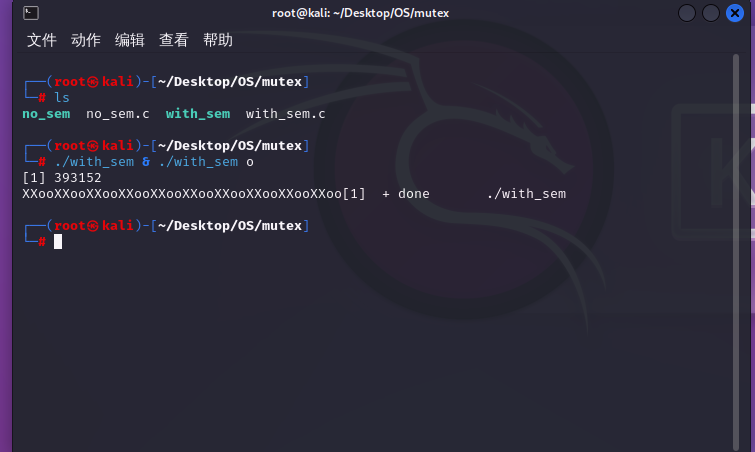 root@kali: ~/Desktop/OS/mutex
文件 动作 编辑 查看 帮助
┌──(root㉿kali)-[~/Desktop/OS/mutex]
└─# ls
no_sem  no_sem.c  with_sem  with_sem.c
┌──(root㉿kali)-[~/Desktop/OS/mutex]
└─# ./with_sem & ./with_sem o
[1] 393152
XXooXXooXXooXXooXXooXXooXXooXXooXXooXXoo[1]  + done       ./with_sem
┌──(root㉿kali)-[~/Desktop/OS/mutex]
└─#
K